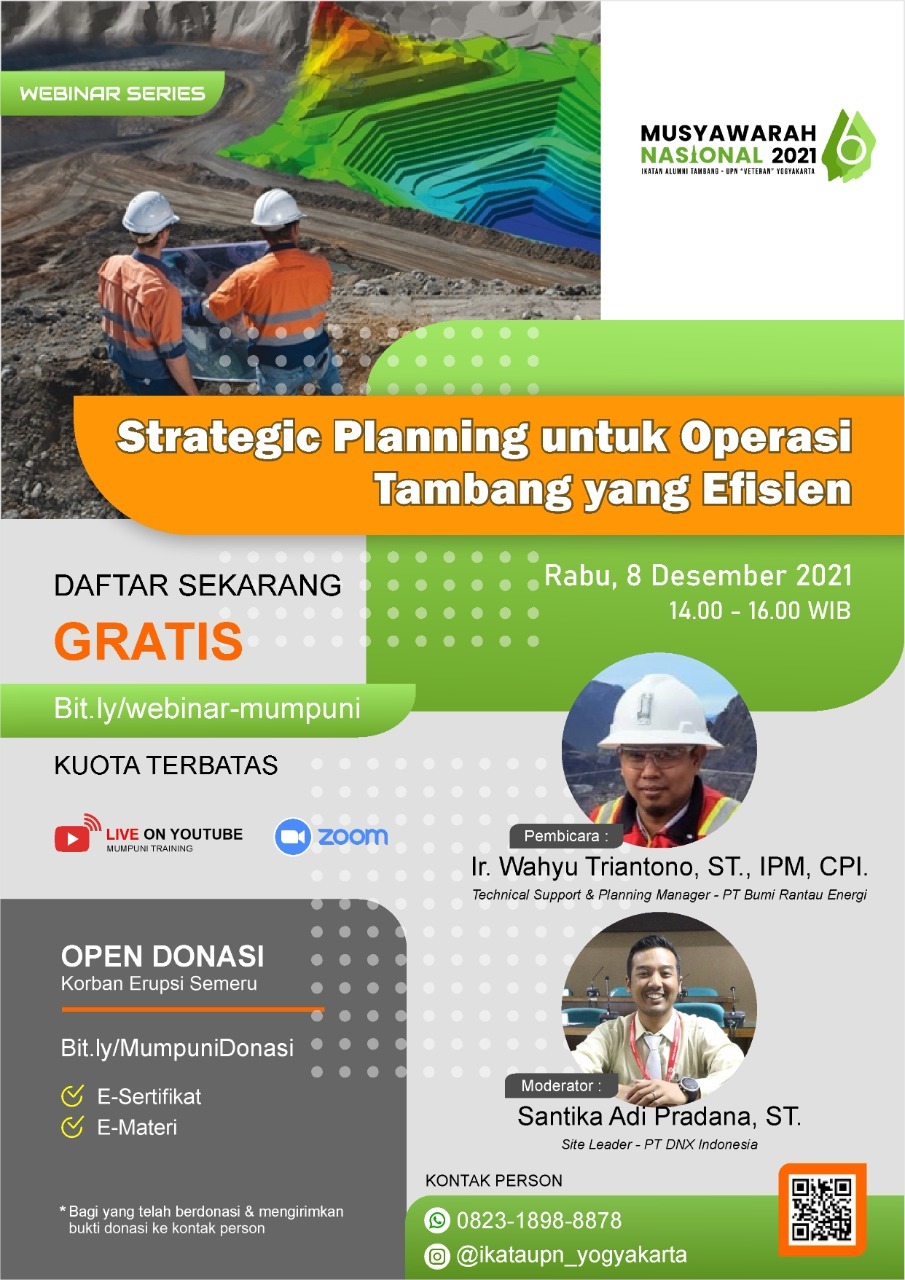 WEBINAR SERIES
MUSYAWARAH
NASIONAL 2021
6
IKATAN ALUMNI TAMBANG - UPN "VETERAN" YOGYAKARTA
Strategic Planning untuk Operasi
Tambang yang Efisien
Rabu, 8 Desember 2021
14.00 - 16.00 WIB
DAFTAR SEKARANG
GRATIS
Bit.ly/webinar-mumpuni
KUOTA TERBATAS
LIVE ON YOUTUBE
MUMPUNI TRAINING
zoom
Pembicara :
Ir. Wahyu Triantono, ST., IPM, CPI.
Technical Support & Planning Manager - PT Bumi Rantau Energi
Moderator :
Santika Adi Pradana, ST.
Site Leader - PT DNX Indonesia
OPEN DONASI
Korban Erupsi Semeru
Bit.ly/MumpuniDonasi
E-Sertifikat
E-Materi
* Bagi yang telah berdonasi & mengirimkan
bukti donasi ke kontak person
KONTAK PERSON
0823-1898-8878
@ikataupn_yogyakarta